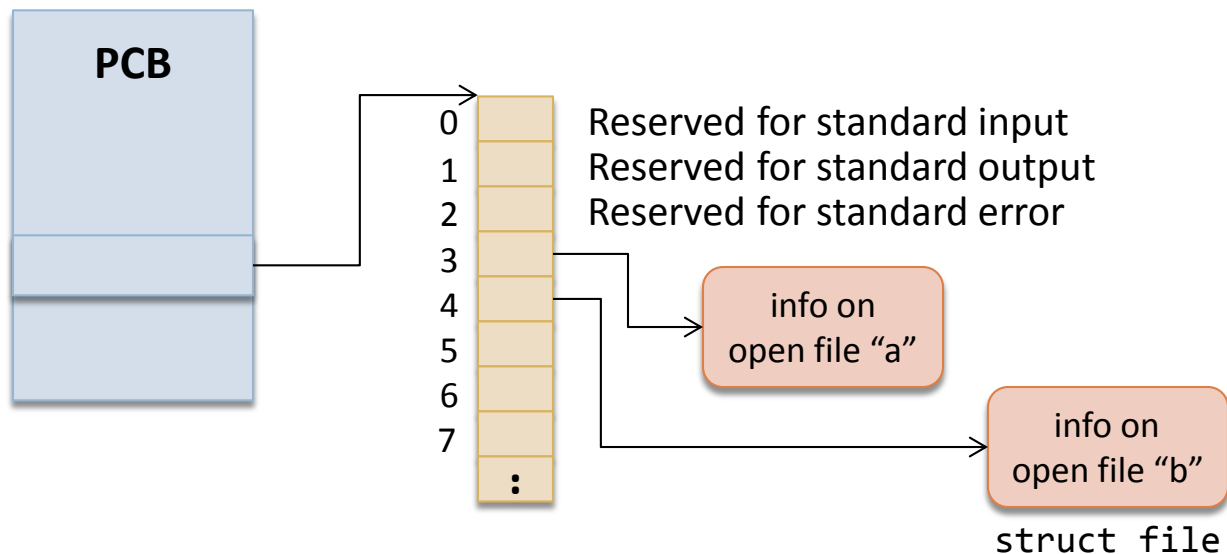 PCB
0 Reserved for standard input
1 Reserved for standard output
2 Reserved for standard error
3
4
5
6
7
:
info on
open file “a”
info on
open file “b”
struct file